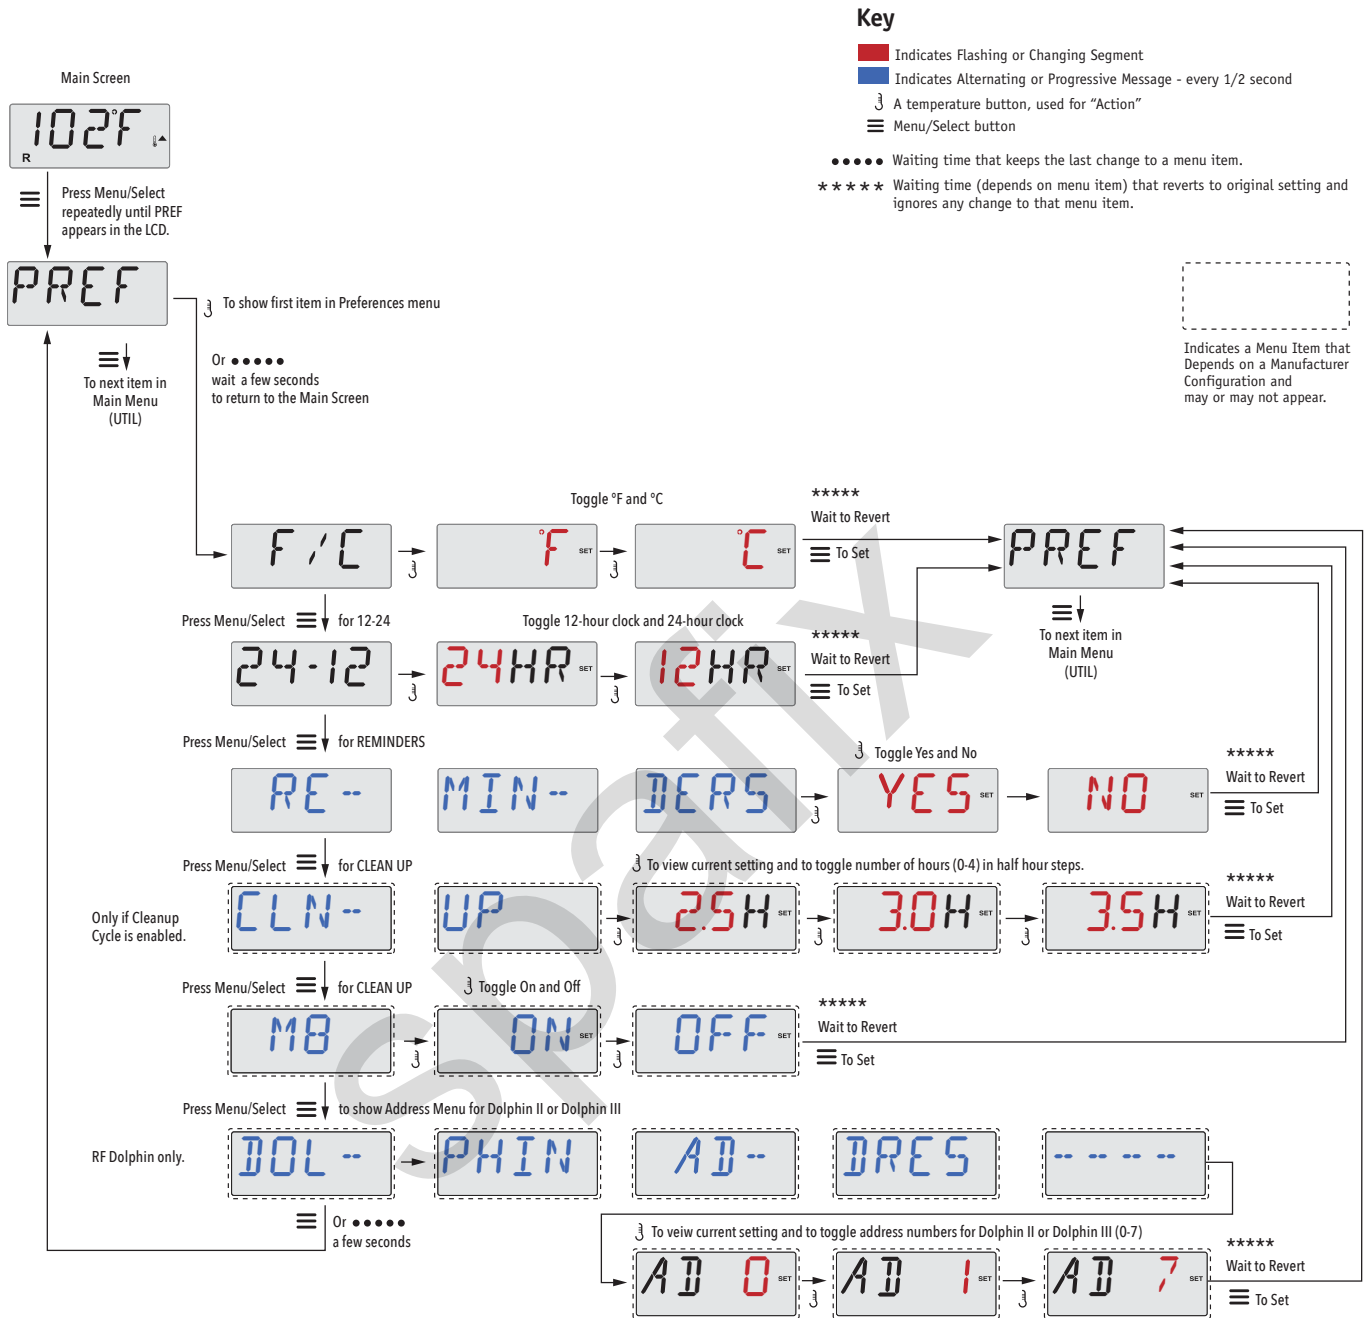 Key
Indicates Flashing or Changing Segment
Indicates Alternating or Progressive Message - every 1/2 second
A temperature button, used for “Action”
Menu/Select button
••••• Waiting time that keeps the last change to a menu item.
***** Waiting time (depends on menu item) that reverts to original setting and
ignores any change to that menu item.
Main Screen
102°F
R
Press Menu/Select
repeatedly until PREF
appears in the LCD.
PREF
To show first item in Preferences menu
Or •••••
wait a few seconds
to return to the Main Screen
To next item in
Main Menu
(UTIL)
Indicates a Menu Item that
Depends on a Manufacturer
Configuration and
may or may not appear.
Toggle °F and °C
*****
Wait to Revert
To Set
F/C
°F SET
°C SET
PREF
To next item in
Main Menu
(UTIL)
Press Menu/Select for 12-24
Toggle 12-hour clock and 24-hour clock
*****
Wait to Revert
To Set
24-12
24HR SET
12HR SET
Press Menu/Select for REMINDERS
Toggle Yes and No
*****
Wait to Revert
To Set
RE-
MIN-
DERS
YES SET
NO SET
Press Menu/Select for CLEAN UP
To view current setting and to toggle number of hours (0-4) in half hour steps.
*****
Wait to Revert
To Set
Only if Cleanup
Cycle is enabled.
CLN-
UP
2.5H SET
3.0H SET
3.5H SET
Press Menu/Select for CLEAN UP
Toggle On and Off
*****
Wait to Revert
To Set
M8
ON SET
OFF SET
Press Menu/Select to show Address Menu for Dolphin II or Dolphin III
RF Dolphin only.
DOL-
PHIN
AD-
DRES
----
Or •••••
a few seconds
To veiw current setting and to toggle address numbers for Dolphin II or Dolphin III (0-7)
*****
Wait to Revert
To Set
AD 0 SET
AD 1 SET
AD 7 SET
spafix